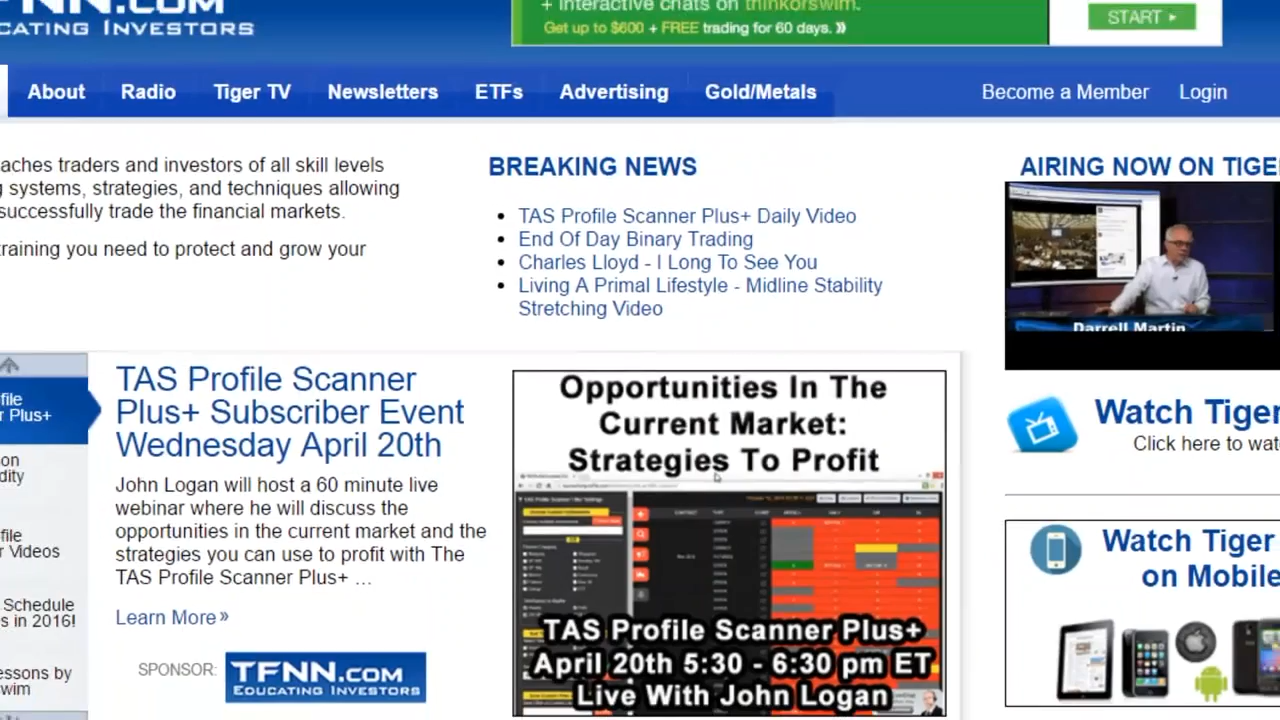 TFNN.COM
+ interactive chats on thinkorswim.
CATING INVESTORS
Get up to $600 + FREE trading for 60 days. »
START ▸
About Radio Tiger TV Newsletters ETFs Advertising Gold/Metals Become a Member Login
aches traders and investors of all skill levels
g systems, strategies, and techniques allowing
successfully trade the financial markets.
training you need to protect and grow your
BREAKING NEWS
• TAS Profile Scanner Plus+ Daily Video
• End Of Day Binary Trading
• Charles Lloyd - I Long To See You
• Living A Primal Lifestyle - Midline Stability
Stretching Video
AIRING NOW ON TIGE
Darrell Martin
file
r Plus+
on
dity
file
r Videos
Schedule
s in 2016!
essons by
swim
TAS Profile Scanner
Plus+ Subscriber Event
Wednesday April 20th
John Logan will host a 60 minute live
webinar where he will discuss the
opportunities in the current market and the
strategies you can use to profit with The
TAS Profile Scanner Plus+ ...
Learn More »
SPONSOR:
TFNN.COM
EDUCATING INVESTORS
Opportunities In The
Current Market:
Strategies To Profit
TAS Profile Scanner Plus+
April 20th 5:30 - 6:30 pm ET
Live With John Logan
Watch Tiger
Click here to wat
Watch Tiger
on Mobile